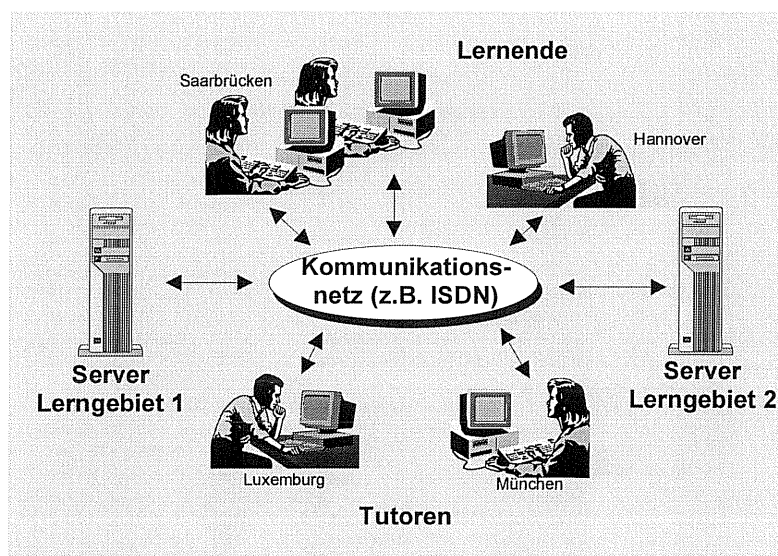 Lernende
Saarbrücken
Hannover
Kommunikations-
netz (z.B. ISDN)
Server
Lerngebiet 1
Server
Lerngebiet 2
Luxemburg
München
Tutoren